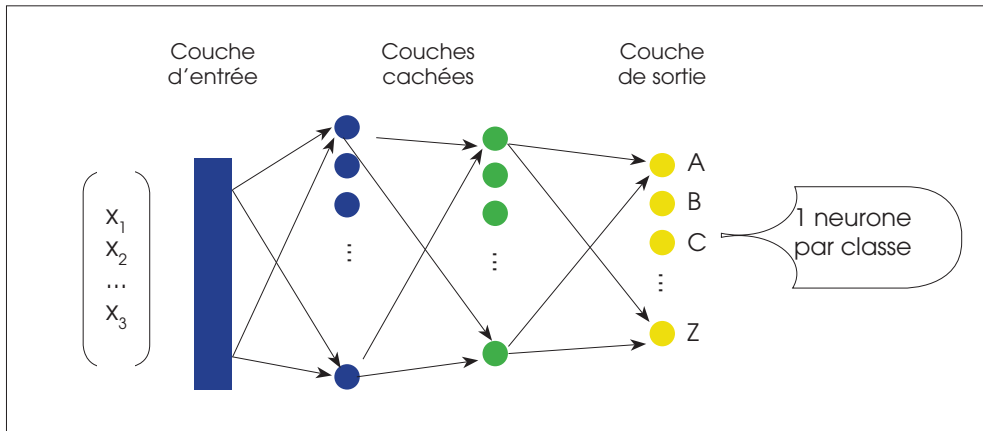 Couche
d'entrée
Couches
cachées
Couche
de sortie
X₁
X₂
...
X₃
...
...
A
B
C
...
Z
1 neurone
par classe